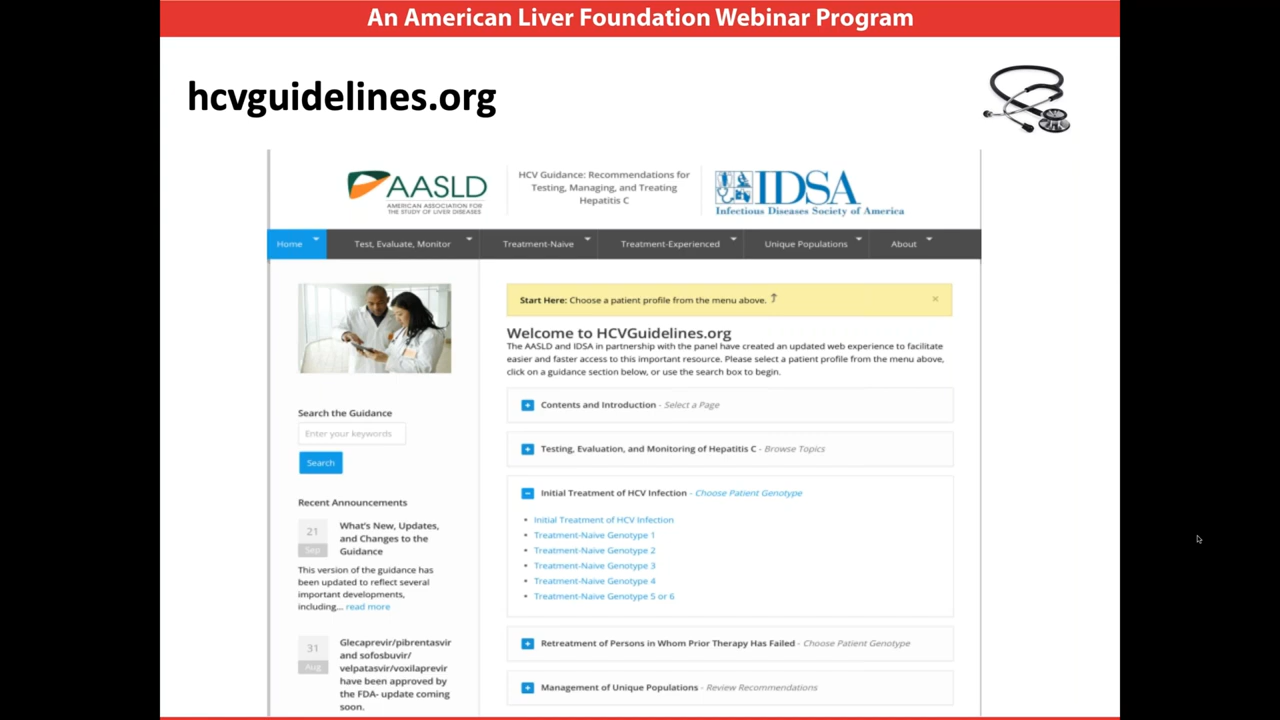 An American Liver Foundation Webinar Program
hcvguidelines.org
AASLD
AMERICAN ASSOCIATION FOR
THE STUDY OF LIVER DISEASES
HCV Guidance: Recommendations for
Testing, Managing, and Treating
Hepatitis C
IDSA
Infectious Diseases Society of America
Home
Test, Evaluate, Monitor
Treatment-Naive
Treatment-Experienced
Unique Populations
About
Search the Guidance
Enter your keywords
Search
Recent Announcements
21
Sep
What's New, Updates,
and Changes to the
Guidance
This version of the guidance has
been updated to reflect several
important developments,
including... read more
31
Aug
Glecaprevir/pibrentasvir
and sofosbuvir/
velpatasvir/voxilaprevir
have been approved by
the FDA- update coming
soon.
Start Here: Choose a patient profile from the menu above. ⤴
×
Welcome to HCVGuidelines.org
The AASLD and IDSA in partnership with the panel have created an updated web experience to facilitate
easier and faster access to this important resource. Please select a patient profile from the menu above,
click on a guidance section below, or use the search box to begin.
Contents and Introduction - Select a Page
Testing, Evaluation, and Monitoring of Hepatitis C - Browse Topics
Initial Treatment of HCV Infection - Choose Patient Genotype
• Initial Treatment of HCV Infection
• Treatment-Naive Genotype 1
• Treatment-Naive Genotype 2
• Treatment-Naive Genotype 3
• Treatment-Naive Genotype 4
• Treatment-Naive Genotype 5 or 6
Retreatment of Persons in Whom Prior Therapy Has Failed - Choose Patient Genotype
Management of Unique Populations - Review Recommendations